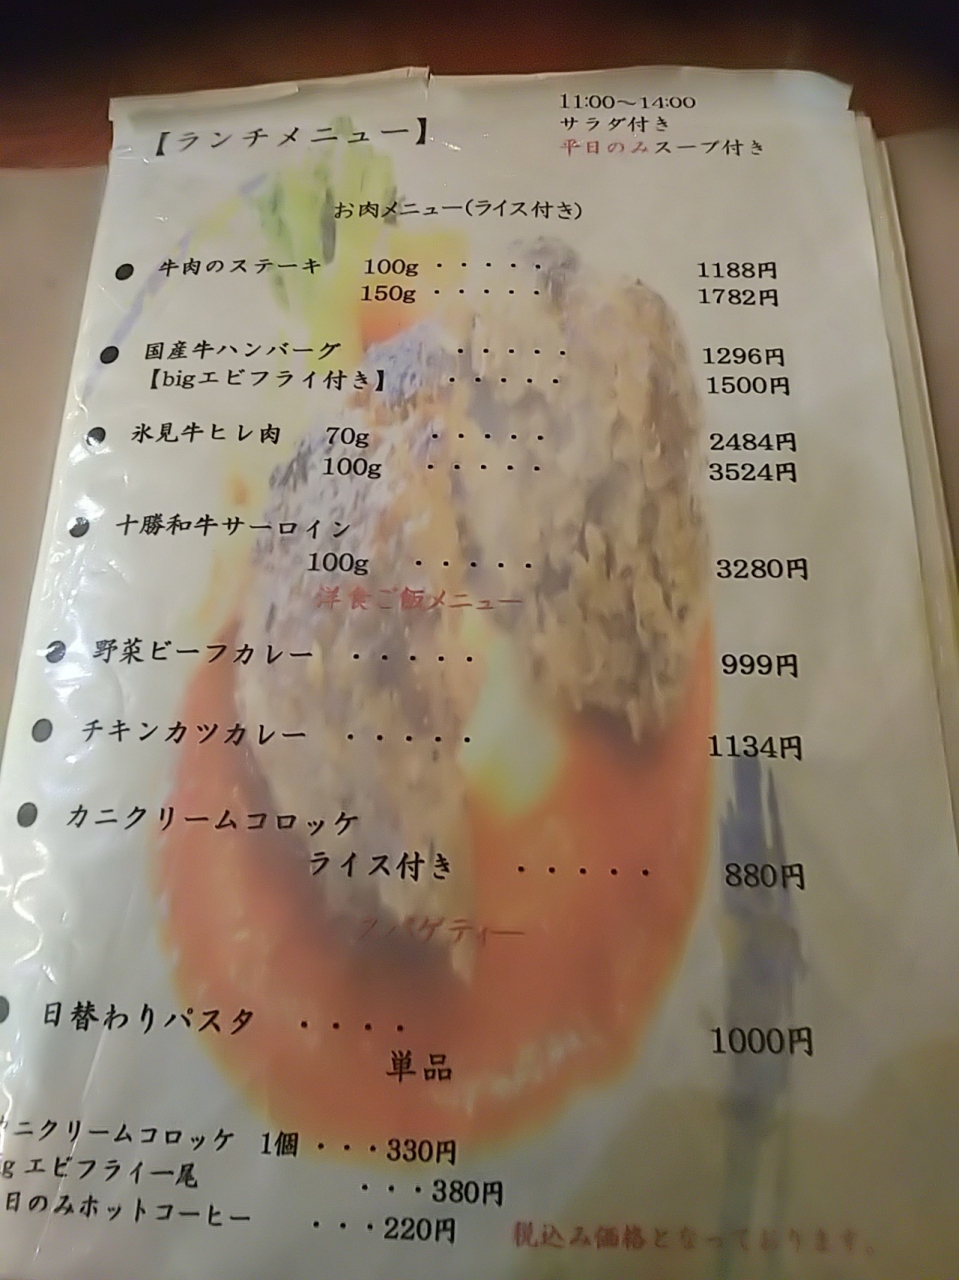 【ランチメニュー】
11:00～14:00
サラダ付き
平日のみスープ付き
お肉メニュー(ライス付き)
● 牛肉のステーキ 100g ・・・・・ 1188円
150g ・・・・・ 1782円
● 国産牛ハンバーグ ・・・・・ 1296円
【bigエビフライ付き】 ・・・・・ 1500円
● 氷見牛ヒレ肉 70g ・・・・・ 2484円
100g ・・・・・ 3524円
● 十勝和牛サーロイン
100g ・・・・・ 3280円
洋食ご飯メニュー
● 野菜ビーフカレー ・・・・・ 999円
● チキンカツカレー ・・・・・ 1134円
● カニクリームコロッケ
ライス付き ・・・・・ 880円
スパゲティー
● 日替わりパスタ ・・・・ 1000円
単品
カニクリームコロッケ 1個 ・・・330円
g エビフライ一尾 ・・・380円
日のみホットコーヒー ・・・220円
税込み価格となっております。